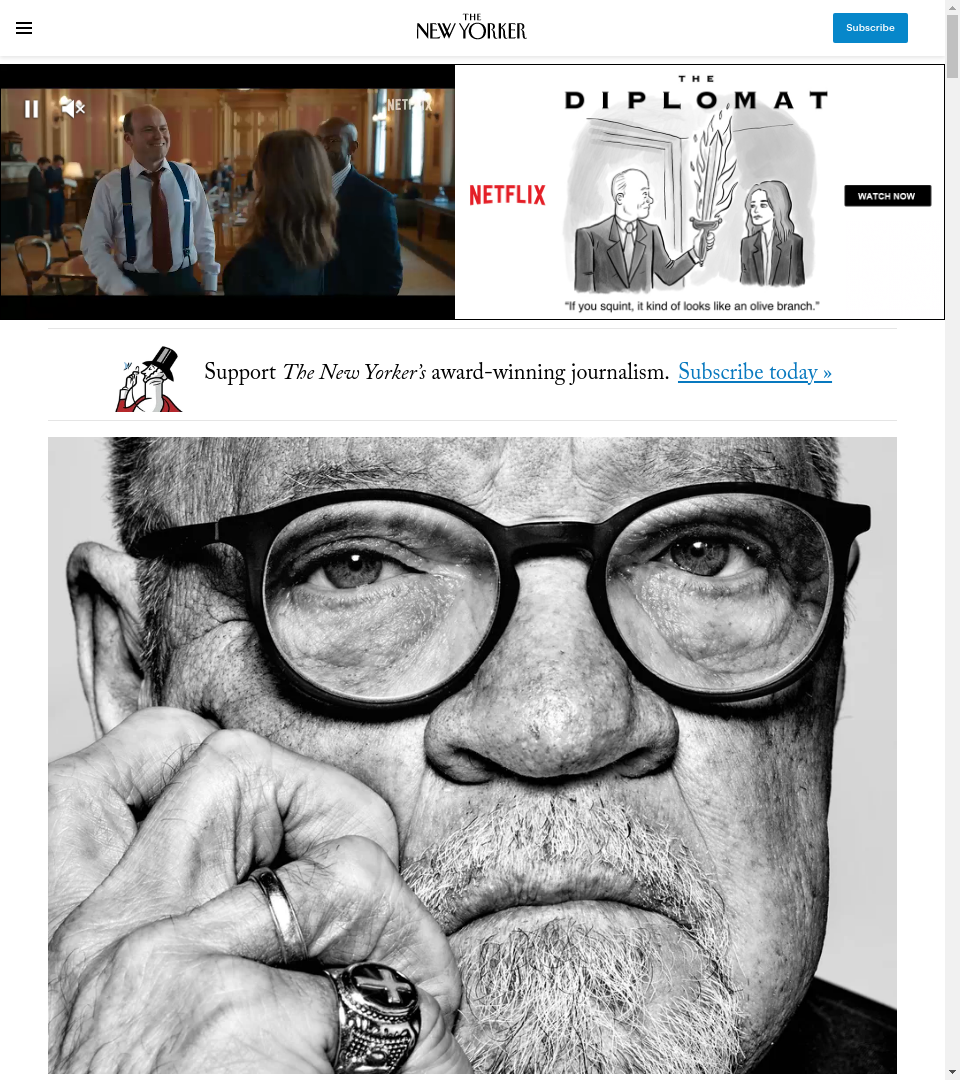 THE
NEW YORKER
Subscribe
NETFLIX
THE
DIPLOMAT
NETFLIX
WATCH NOW
"If you squint, it kind of looks like an olive branch."
Support The New Yorker's award-winning journalism. Subscribe today »